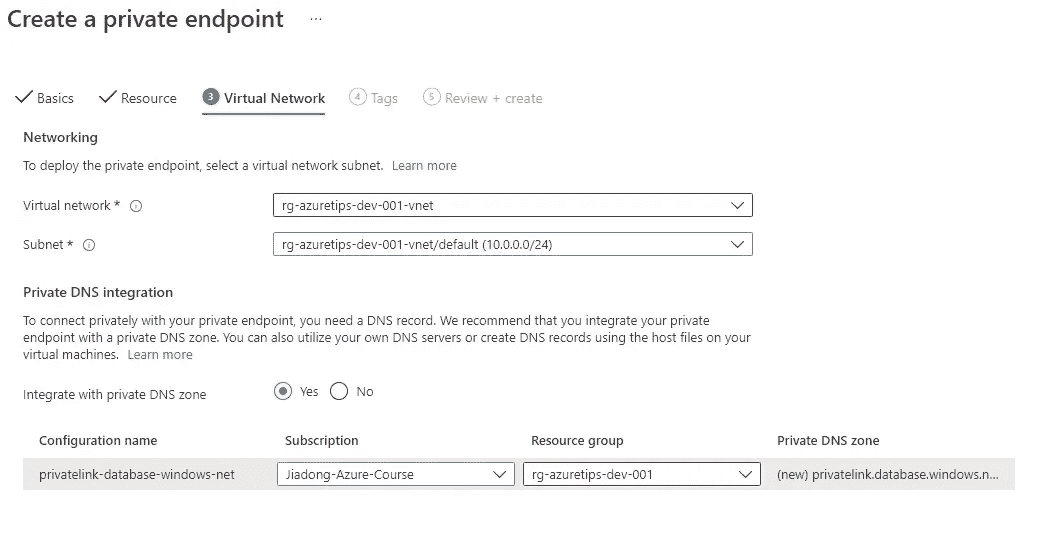 Create a private endpoint ...
Basics Resource 3 Virtual Network 4 Tags 5 Review + create
Networking
To deploy the private endpoint, select a virtual network subnet. Learn more
Virtual network *
rg-azuretips-dev-001-vnet
Subnet *
rg-azuretips-dev-001-vnet/default (10.0.0.0/24)
Private DNS integration
To connect privately with your private endpoint, you need a DNS record. We recommend that you integrate your private
endpoint with a private DNS zone. You can also utilize your own DNS servers or create DNS records using the host files on your
virtual machines. Learn more
Integrate with private DNS zone Yes No
Configuration name Subscription Resource group Private DNS zone
privatelink-database-windows-net Jiadong-Azure-Course rg-azuretips-dev-001 (new) privatelink.database.windows.n...